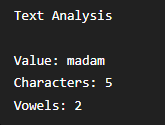 Text Analysis
Value: madam
Characters: 5
Vowels: 2